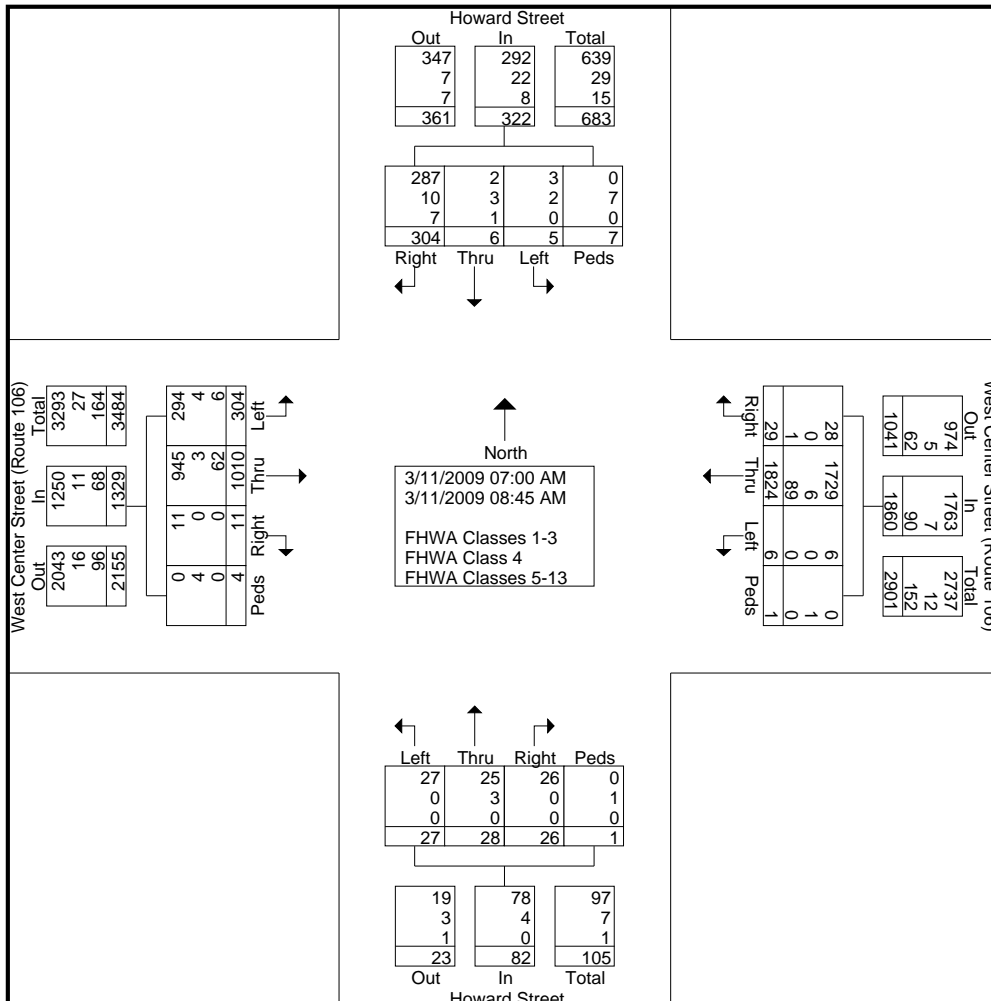 Howard Street
Out In Total
347 292 639
7 22 29
7 8 15
361 322 683
287 2 3 0
10 3 2 7
7 1 0 0
304 6 5 7
Right Thru Left Peds
West Center Street (Route 106)
Total In Out
3293 1250 2043
27 11 16
164 68 96
3484 1329 2155
294 945 11 0
4 3 0 4
6 62 0 0
304 1010 11 4
Left Thru Right Peds
North
3/11/2009 07:00 AM
3/11/2009 08:45 AM
FHWA Classes 1-3
FHWA Class 4
FHWA Classes 5-13
Right Thru Left Peds
28 1729 6 0
0 6 0 1
1 89 0 0
29 1824 6 1
West Center Street (Route 106)
Out In Total
974 1763 2737
5 7 12
62 90 152
1041 1860 2901
Left Thru Right Peds
27 25 26 0
0 3 0 1
0 0 0 0
27 28 26 1
19 78 97
3 4 7
1 0 1
23 82 105
Out In Total
Howard Street